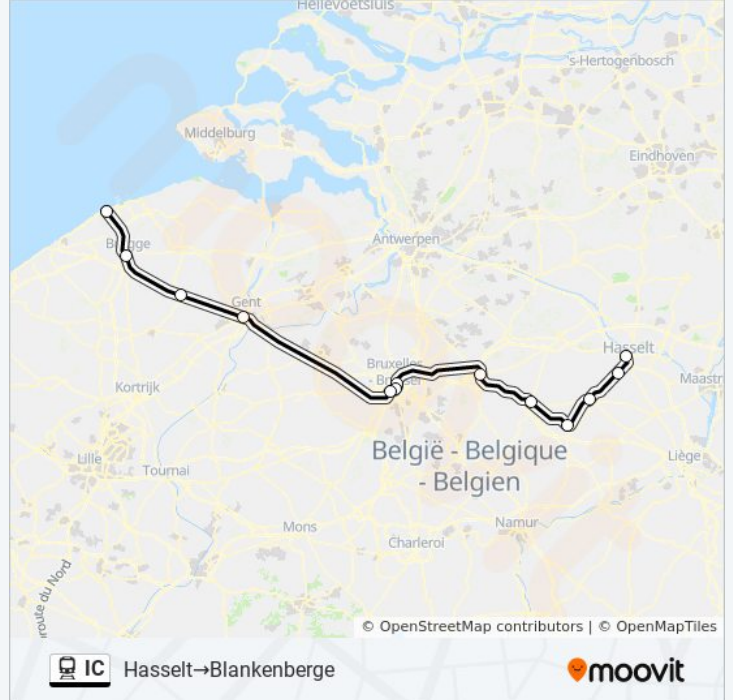 Hellevoetsluis
's-Hertogenbosch
Middelburg
Eindhoven
Antwerpen
Brugge
Gent
Hasselt
Bruxelles
- Brussel
Maastr
Kortrijk
België - Belgique
- Belgien
Lille
Tournai
Liège
Mons
Namur
Charleroi
route du Nord
© OpenStreetMap contributors | © OpenMapTiles
IC Hasselt→Blankenberge
moovit